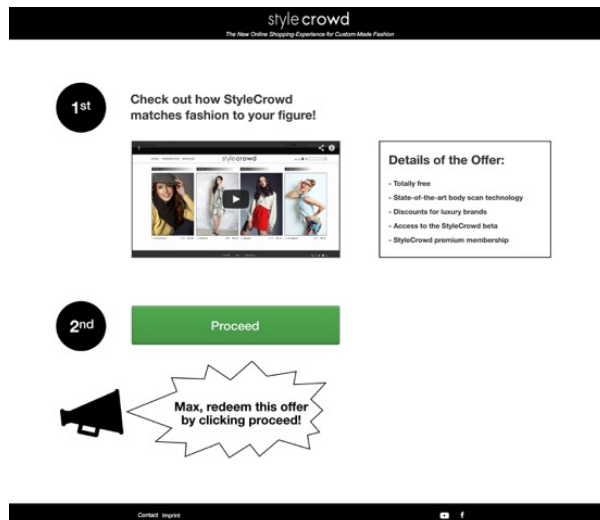 style crowd
The New Online Shopping-Experience for Custom-Made Fashion
1st
Check out how StyleCrowd
matches fashion to your figure!
style crowd
Details of the Offer:
- Totally free
- State-of-the-art body scan technology
- Discounts for luxury brands
- Access to the StyleCrowd beta
- StyleCrowd premium membership
2nd
Proceed
Max, redeem this offer
by clicking proceed!
Contact Imprint